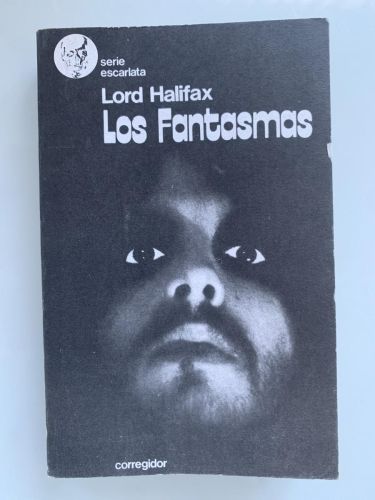 serie
escarlata
Lord Halifax
Los Fantasmas
corregidor